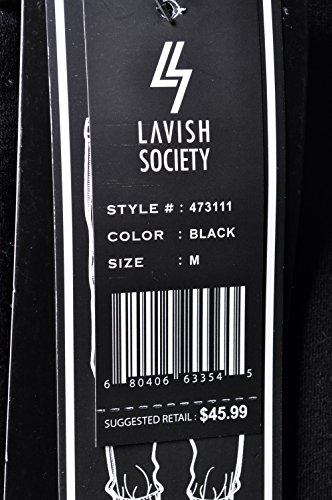 LAVISH
SOCIETY
STYLE # : 473111
COLOR : BLACK
SIZE : M
6 80406 63354 5
SUGGESTED RETAIL : $45.99